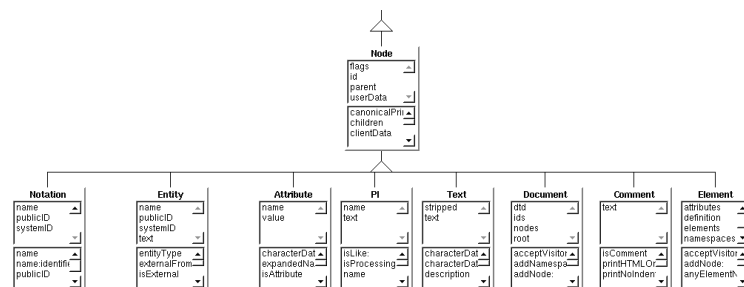 Node
flags
id
parent
userData
canonicalPrin
children
clientData
Notation
name
publicID
systemID
name
name:identifi
publicID
Entity
name
publicID
systemID
text
entityType
externalFrom
isExternal
Attribute
name
value
characterDat
expandedNa
isAttribute
PI
name
text
isLike:
isProcessing
name
Text
stripped
text
characterDat
characterDat
description
Document
dtd
ids
nodes
root
acceptVisitor
addNamespa
addNode:
Comment
text
isComment
printHTMLOr
printNoInden
Element
attributes
definition
elements
namespaces
acceptVisitor
addNode:
anyElementN